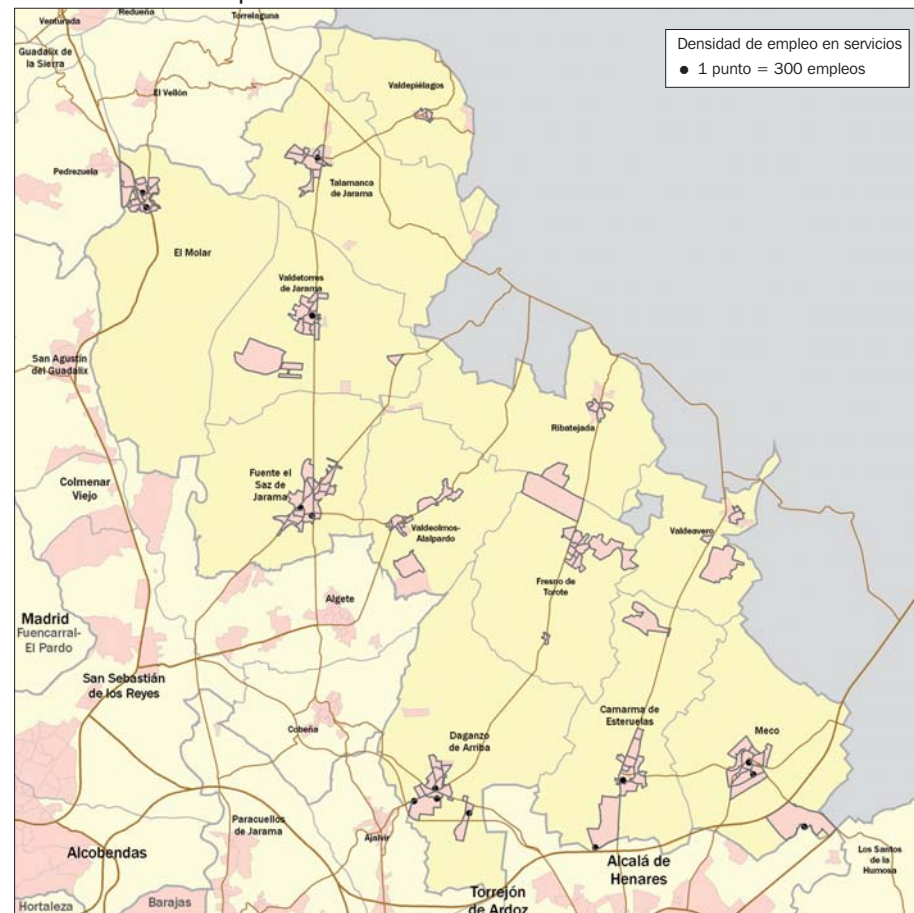 Redueña
Torrelaguna
Venturada
Guadalix de
la Sierra
El Vellón
Valdepiélagos
Densidad de empleo en servicios
1 punto = 300 empleos
Pedrezuela
Talamanca
de Jarama
El Molar
Valdetorres
de Jarama
San Agustín
del Guadalix
Ribatejada
Colmenar
Viejo
Fuente el
Saz de
Jarama
Valdeolmos-
Alalpardo
Valdeavero
Fresno de
Torote
Algete
Madrid
Fuencarral-
El Pardo
San Sebastián
de los Reyes
Cobeña
Daganzo
de Arriba
Camarma de
Esteruelas
Meco
Paracuellos
de Jarama
Ajalvir
Alcobendas
Alcalá de
Henares
Los Santos
de la
Humosa
Torrejón
de Ardoz
Hortaleza
Barajas